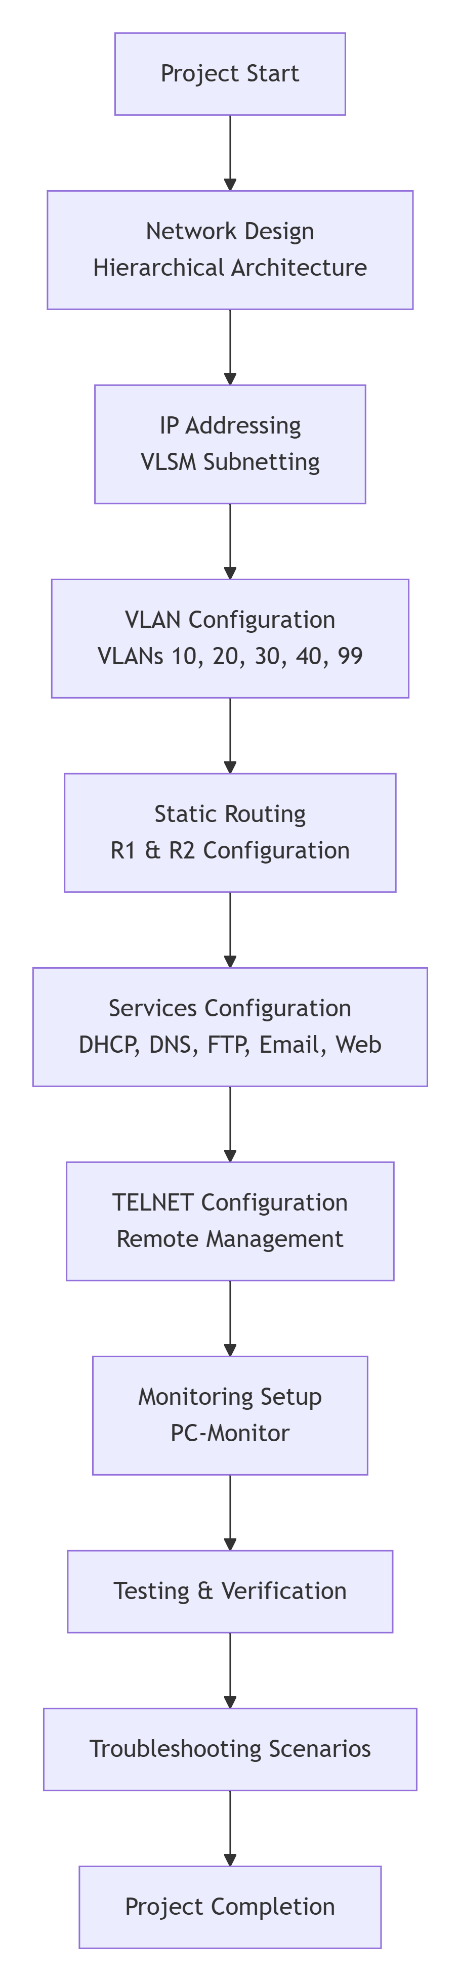 Project Start
Network Design
Hierarchical Architecture
IP Addressing
VLSM Subnetting
VLAN Configuration
VLANs 10, 20, 30, 40, 99
Static Routing
R1 & R2 Configuration
Services Configuration
DHCP, DNS, FTP, Email, Web
TELNET Configuration
Remote Management
Monitoring Setup
PC-Monitor
Testing & Verification
Troubleshooting Scenarios
Project Completion